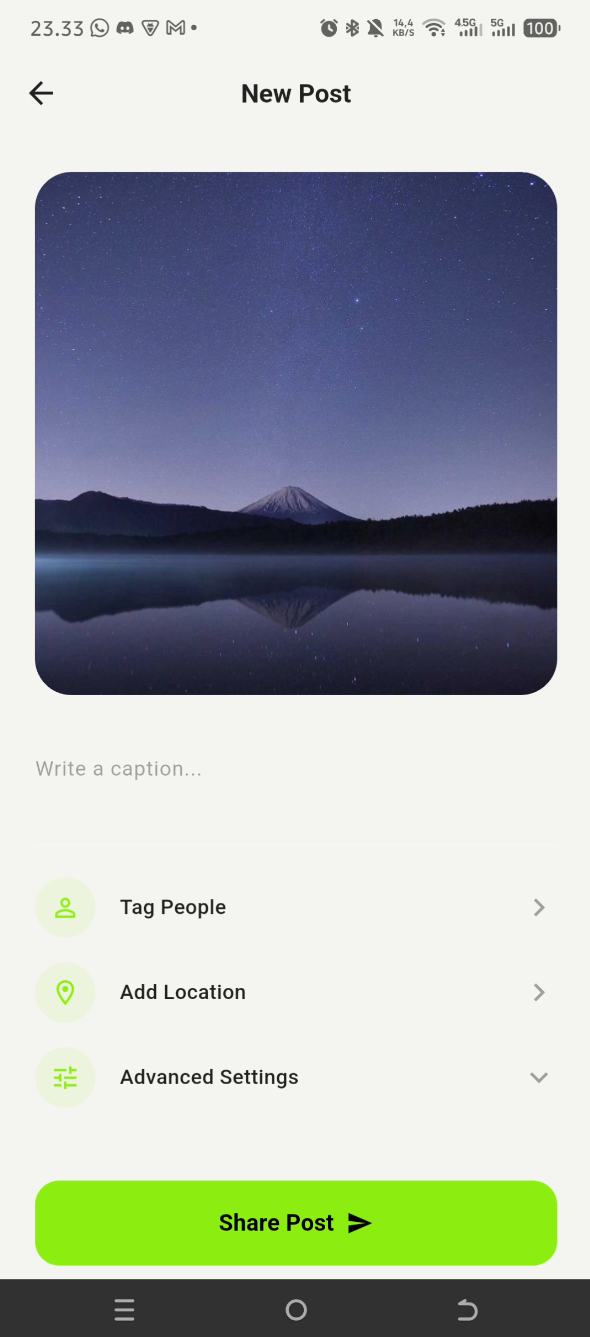 23.33
14,4
KB/S
4.5G
5G
100
New Post
Write a caption...
Tag People
Add Location
Advanced Settings
Share Post